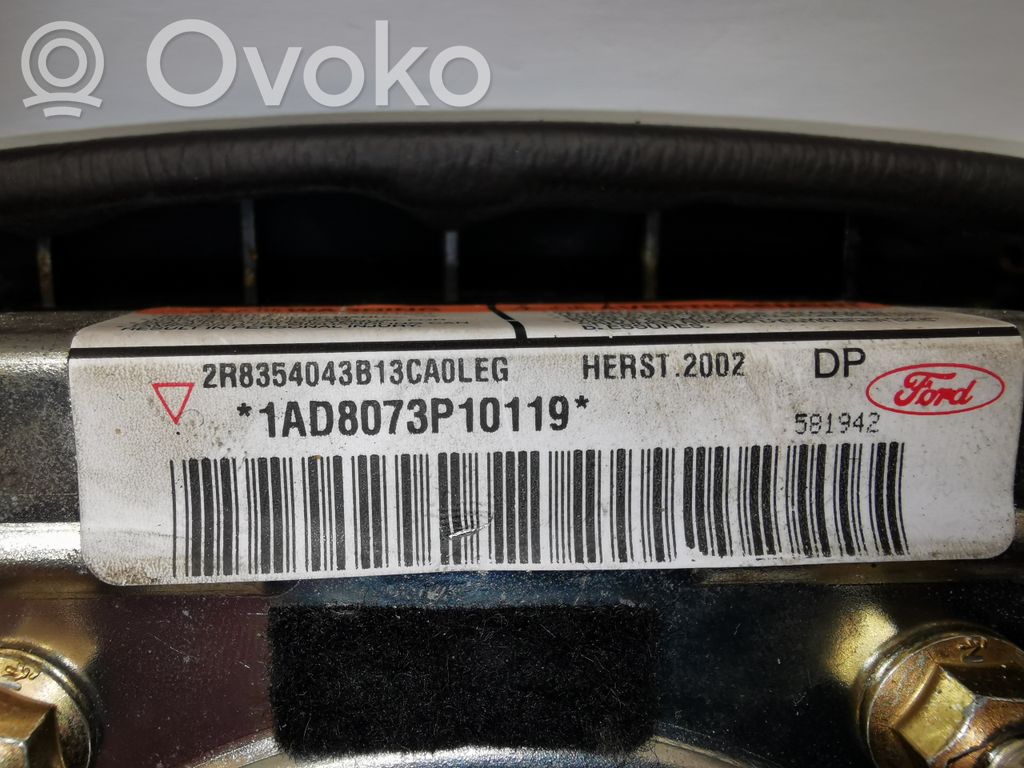 Ovoko
2R8354043B13CA0LEG HERST.2002 DP
Ford
*1AD8073P10119*
581942